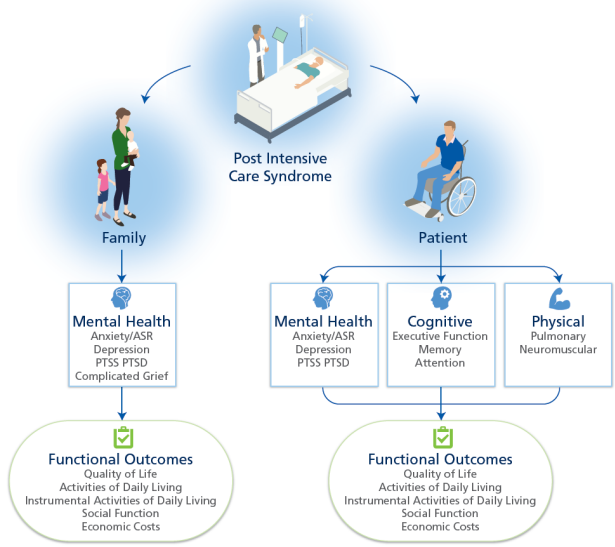 Post Intensive
Care Syndrome
Family
Patient
Mental Health
Anxiety/ASR
Depression
PTSS PTSD
Complicated Grief
Mental Health
Anxiety/ASR
Depression
PTSS PTSD
Cognitive
Executive Function
Memory
Attention
Physical
Pulmonary
Neuromuscular
Functional Outcomes
Quality of Life
Activities of Daily Living
Instrumental Activities of Daily Living
Social Function
Economic Costs
Functional Outcomes
Quality of Life
Activities of Daily Living
Instrumental Activities of Daily Living
Social Function
Economic Costs